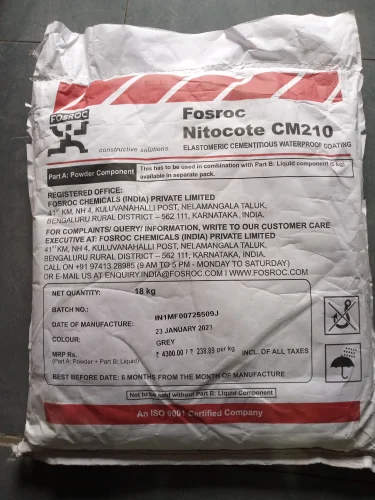 FOSROC
constructive solutions
Fosroc
Nitocote CM210
ELASTOMERIC CEMENTITIOUS WATERPROOF COATING
Part A: Powder Component
This has to be used in combination with Part B: Liquid component (5 kg)
available in separate pack.
REGISTERED OFFICE:
FOSROC CHEMICALS (INDIA) PRIVATE LIMITED
41st KM, NH 4, KULUVANAHALLI POST, NELAMANGALA TALUK,
BENGALURU RURAL DISTRICT – 562 111, KARNATAKA, INDIA.
FOR COMPLAINTS/ QUERY/ INFORMATION, WRITE TO OUR CUSTOMER CARE
EXECUTIVE AT: FOSROC CHEMICALS (INDIA) PRIVATE LIMITED
41st KM, NH 4, KULUVANAHALLI POST, NELAMANGALA TALUK,
BENGALURU RURAL DISTRICT – 562 111, KARNATAKA, INDIA.
CALL ON +91 97413 28985 (9 AM TO 5 PM - MONDAY TO SATURDAY)
OR E-MAIL US AT ENQUIRY.INDIA@FOSROC.COM I WWW.FOSROC.COM
NET QUANTITY: 18 kg
BATCH NO.: IN1MF00725509J
DATE OF MANUFACTURE: 23 JANUARY 2021
COLOUR: GREY
MRP Rs. ₹ 4300.00 / ₹ 238.89 per kg INCL. OF ALL TAXES
(Part A: Powder + Part B: Liquid)
BEST BEFORE DATE: 6 MONTHS FROM THE MONTH OF MANUFACTURE
Not to be sold without Part B: Liquid Component
An ISO 9001 Certified Company